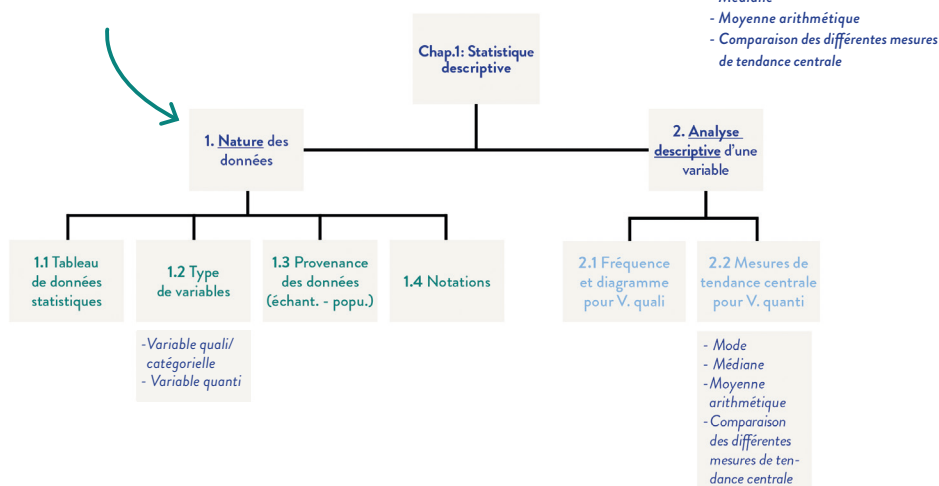 - Médiane
- Moyenne arithmétique
- Comparaison des différentes mesures
de tendance centrale
Chap.1: Statistique
descriptive
1. Nature des
données
2. Analyse
descriptive d'une
variable
1.1 Tableau
de données
statistiques
1.2 Type
de variables
1.3 Provenance
des données
(échant. - popu.)
1.4 Notations
2.1 Fréquence
et diagramme
pour V. quali
2.2 Mesures de
tendance centrale
pour V. quanti
-Variable quali/
catégorielle
- Variable quanti
- Mode
- Médiane
-Moyenne
arithmétique
-Comparaison
des différentes
mesures de ten-
dance centrale